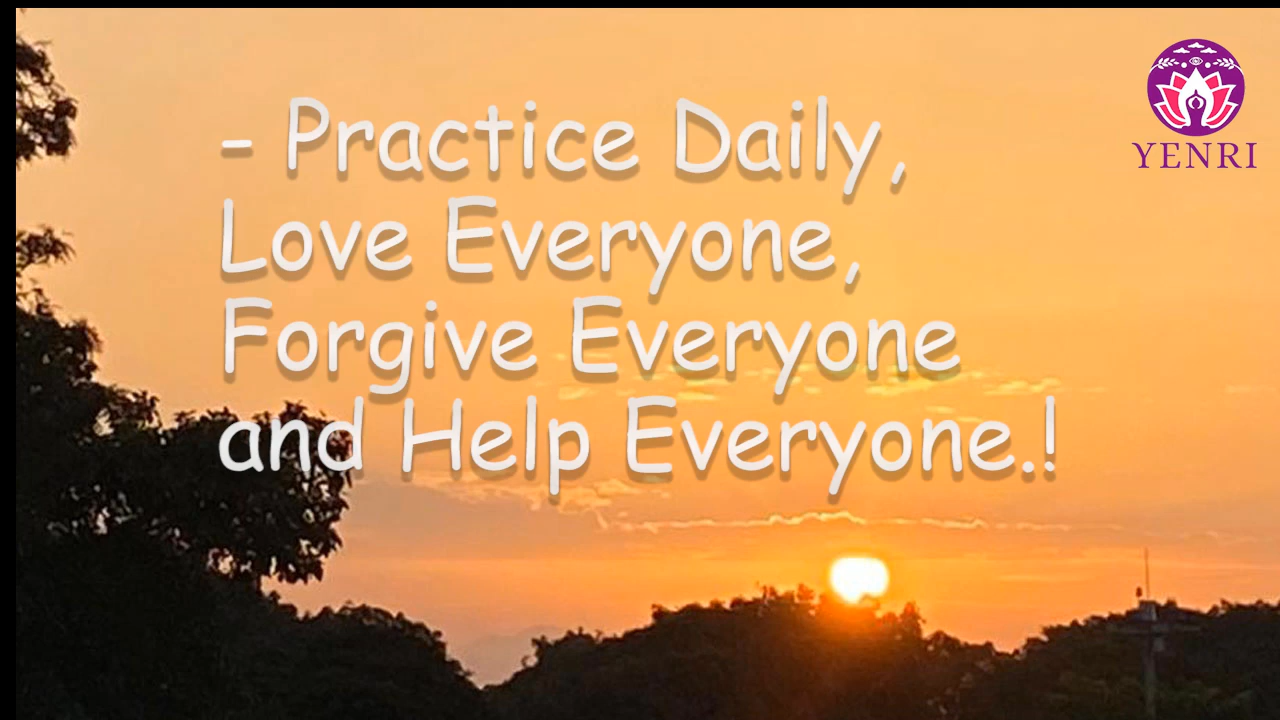 - Practice Daily,
Love Everyone,
Forgive Everyone
and Help Everyone.!
YENRI